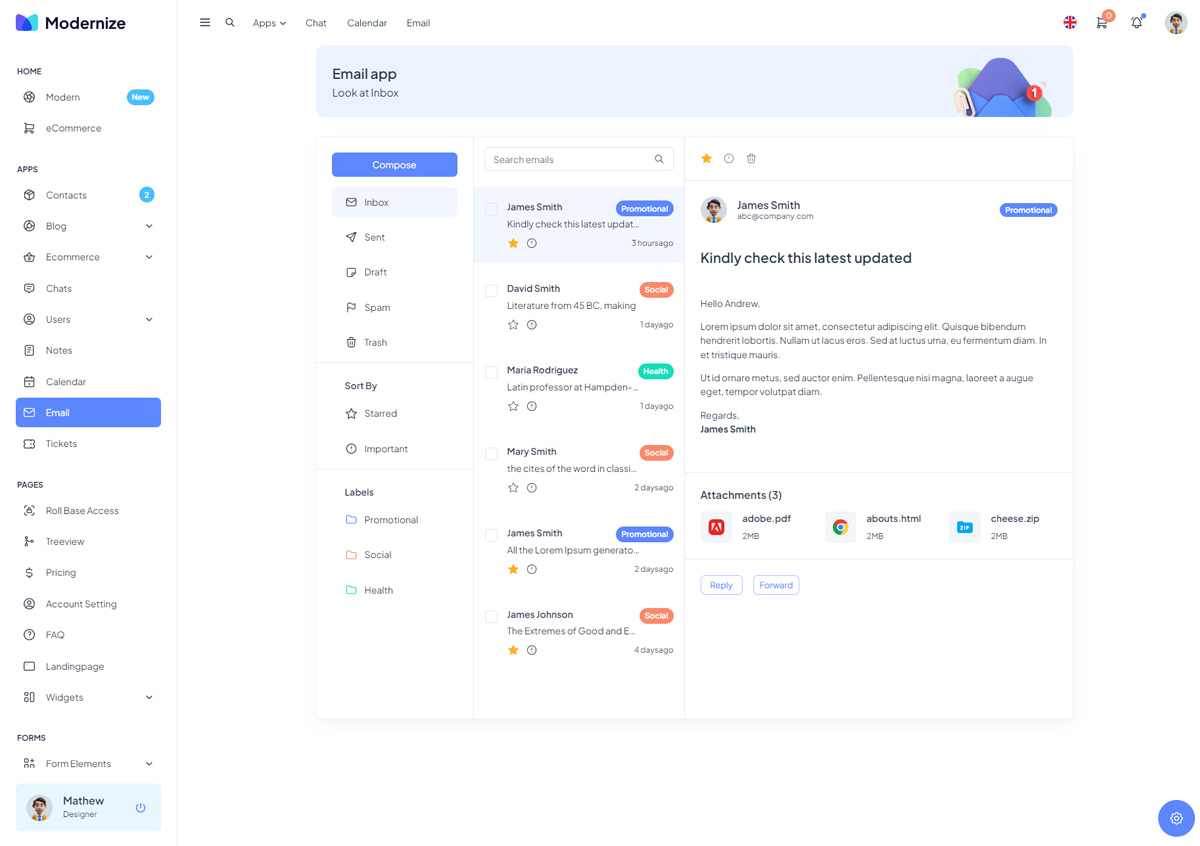 Modernize
Apps
Chat
Calendar
Email
0
HOME
Modern
New
eCommerce
APPS
Contacts
2
Blog
Ecommerce
Chats
Users
Notes
Calendar
Email
Tickets
PAGES
Roll Base Access
Treeview
Pricing
Account Setting
FAQ
Landingpage
Widgets
FORMS
Form Elements
Mathew
Designer
Email app
Look at Inbox
1
Compose
Inbox
Sent
Draft
Spam
Trash
Sort By
Starred
Important
Labels
Promotional
Social
Health
Search emails
James Smith
Promotional
Kindly check this latest updat...
3 hoursago
David Smith
Social
Literature from 45 BC, making
1 dayago
Maria Rodriguez
Health
Latin professor at Hampden-...
1 dayago
Mary Smith
Social
the cites of the word in classi...
2 daysago
James Smith
Promotional
All the Lorem Ipsum generato...
2 daysago
James Johnson
Social
The Extremes of Good and E...
4 daysago
James Smith
abc@company.com
Promotional
Kindly check this latest updated
Hello Andrew,
Lorem ipsum dolor sit amet, consectetur adipiscing elit. Quisque bibendum
hendrerit lobortis. Nullam ut lacus eros. Sed at luctus urna, eu fermentum diam. In
et tristique mauris.
Ut id ornare metus, sed auctor enim. Pellentesque nisi magna, laoreet a augue
eget, tempor volutpat diam.
Regards,
James Smith
Attachments (3)
adobe.pdf
2MB
abouts.html
2MB
ZIP
cheese.zip
2MB
Reply
Forward